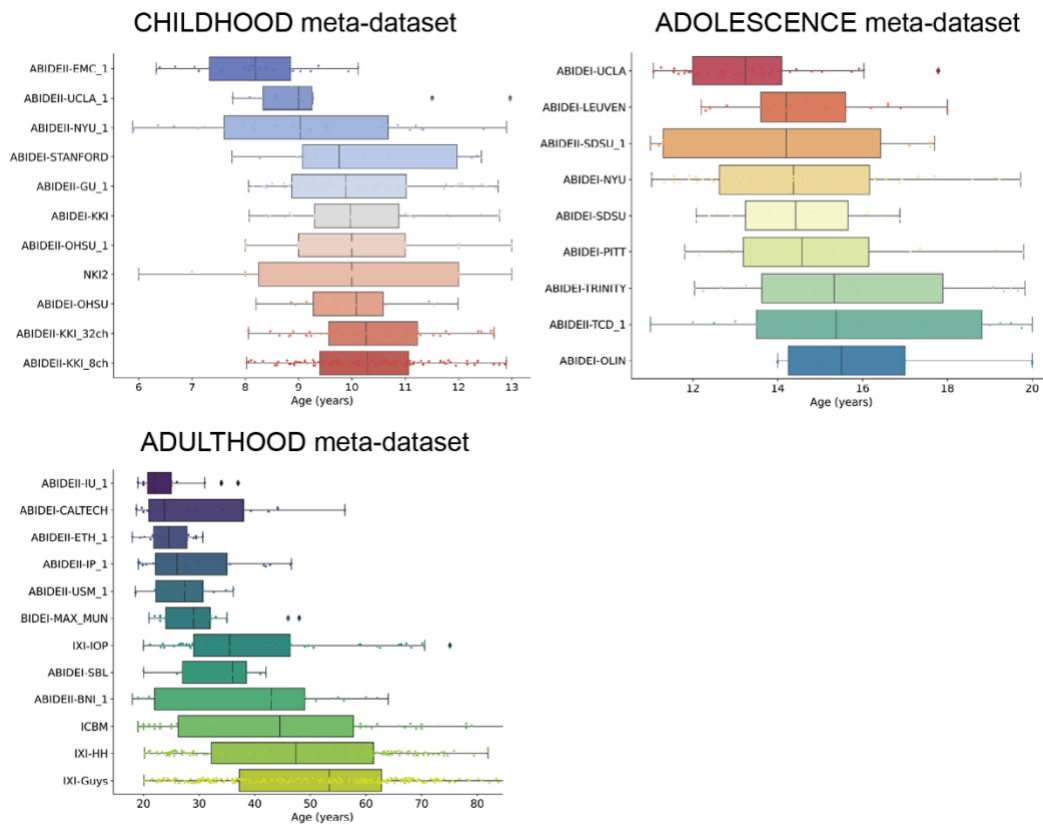 CHILDHOOD meta-dataset
ABIDEII-EMC_1
ABIDEII-UCLA_1
ABIDEII-NYU_1
ABIDEI-STANFORD
ABIDEII-GU_1
ABIDEI-KKI
ABIDEII-OHSU_1
NKI2
ABIDEI-OHSU
ABIDEII-KKI_32ch
ABIDEII-KKI_8ch
6 7 8 9 10 11 12 13
Age (years)
ADOLESCENCE meta-dataset
ABIDEI-UCLA
ABIDEI-LEUVEN
ABIDEII-SDSU_1
ABIDEI-NYU
ABIDEI-SDSU
ABIDEI-PITT
ABIDEI-TRINITY
ABIDEII-TCD_1
ABIDEI-OLIN
12 14 16 18 20
Age (years)
ADULTHOOD meta-dataset
ABIDEII-IU_1
ABIDEI-CALTECH
ABIDEII-ETH_1
ABIDEII-IP_1
ABIDEII-USM_1
BIDEI-MAX_MUN
IXI-IOP
ABIDEI-SBL
ABIDEII-BNI_1
ICBM
IXI-HH
IXI-Guys
20 30 40 50 60 70 80
Age (years)